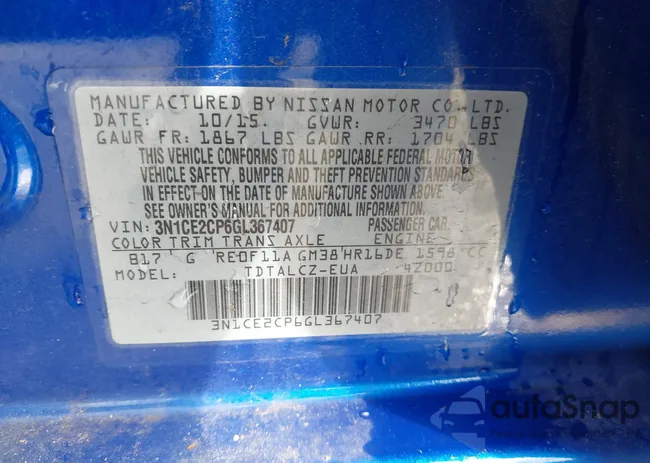 MANUFACTURED BY NISSAN MOTOR CO., LTD.
DATE: 10/15 GVWR: 3470 LBS
GAWR FR: 1867 LBS GAWR RR: 1704 LBS
THIS VEHICLE CONFORMS TO ALL APPLICABLE FEDERAL MOTOR
VEHICLE SAFETY, BUMPER AND THEFT PREVENTION STANDARDS
IN EFFECT ON THE DATE OF MANUFACTURE SHOWN ABOVE.
SEE OWNER'S MANUAL FOR ADDITIONAL INFORMATION.
VIN: 3N1CE2CP6GL367407 PASSENGER CAR
COLOR TRIM TRANS AXLE ENGINE
B17 G RE0F11A GM38 HR16DE 1598 CC
MODEL: TDTALCZ-EUA 4Z000
3N1CE2CP6GL367407
autoSnap